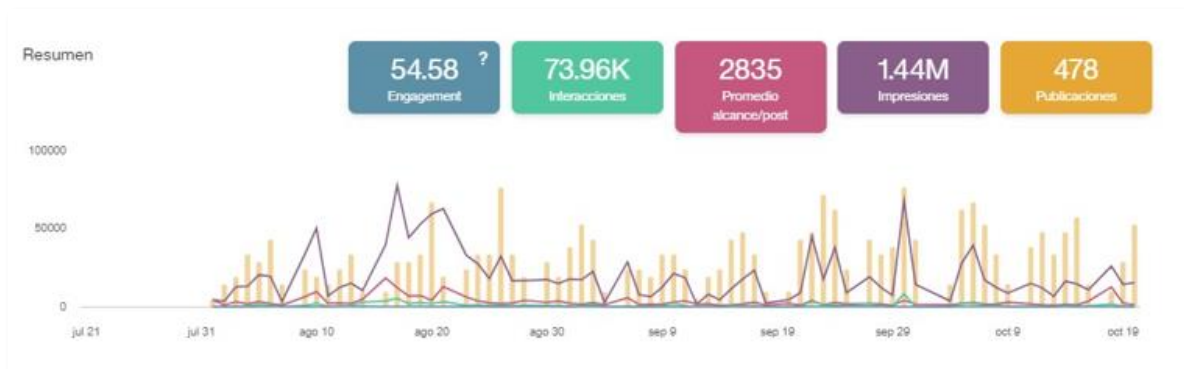 Resumen
54.58 ?
Engagement
73.96K
Interacciones
2835
Promedio
alcance/post
1.44M
Impresiones
478
Publicaciones
100000
50000
0
jul 21 jul 31 ago 10 ago 20 ago 30 sep 9 sep 19 sep 29 oct 9 oct 19